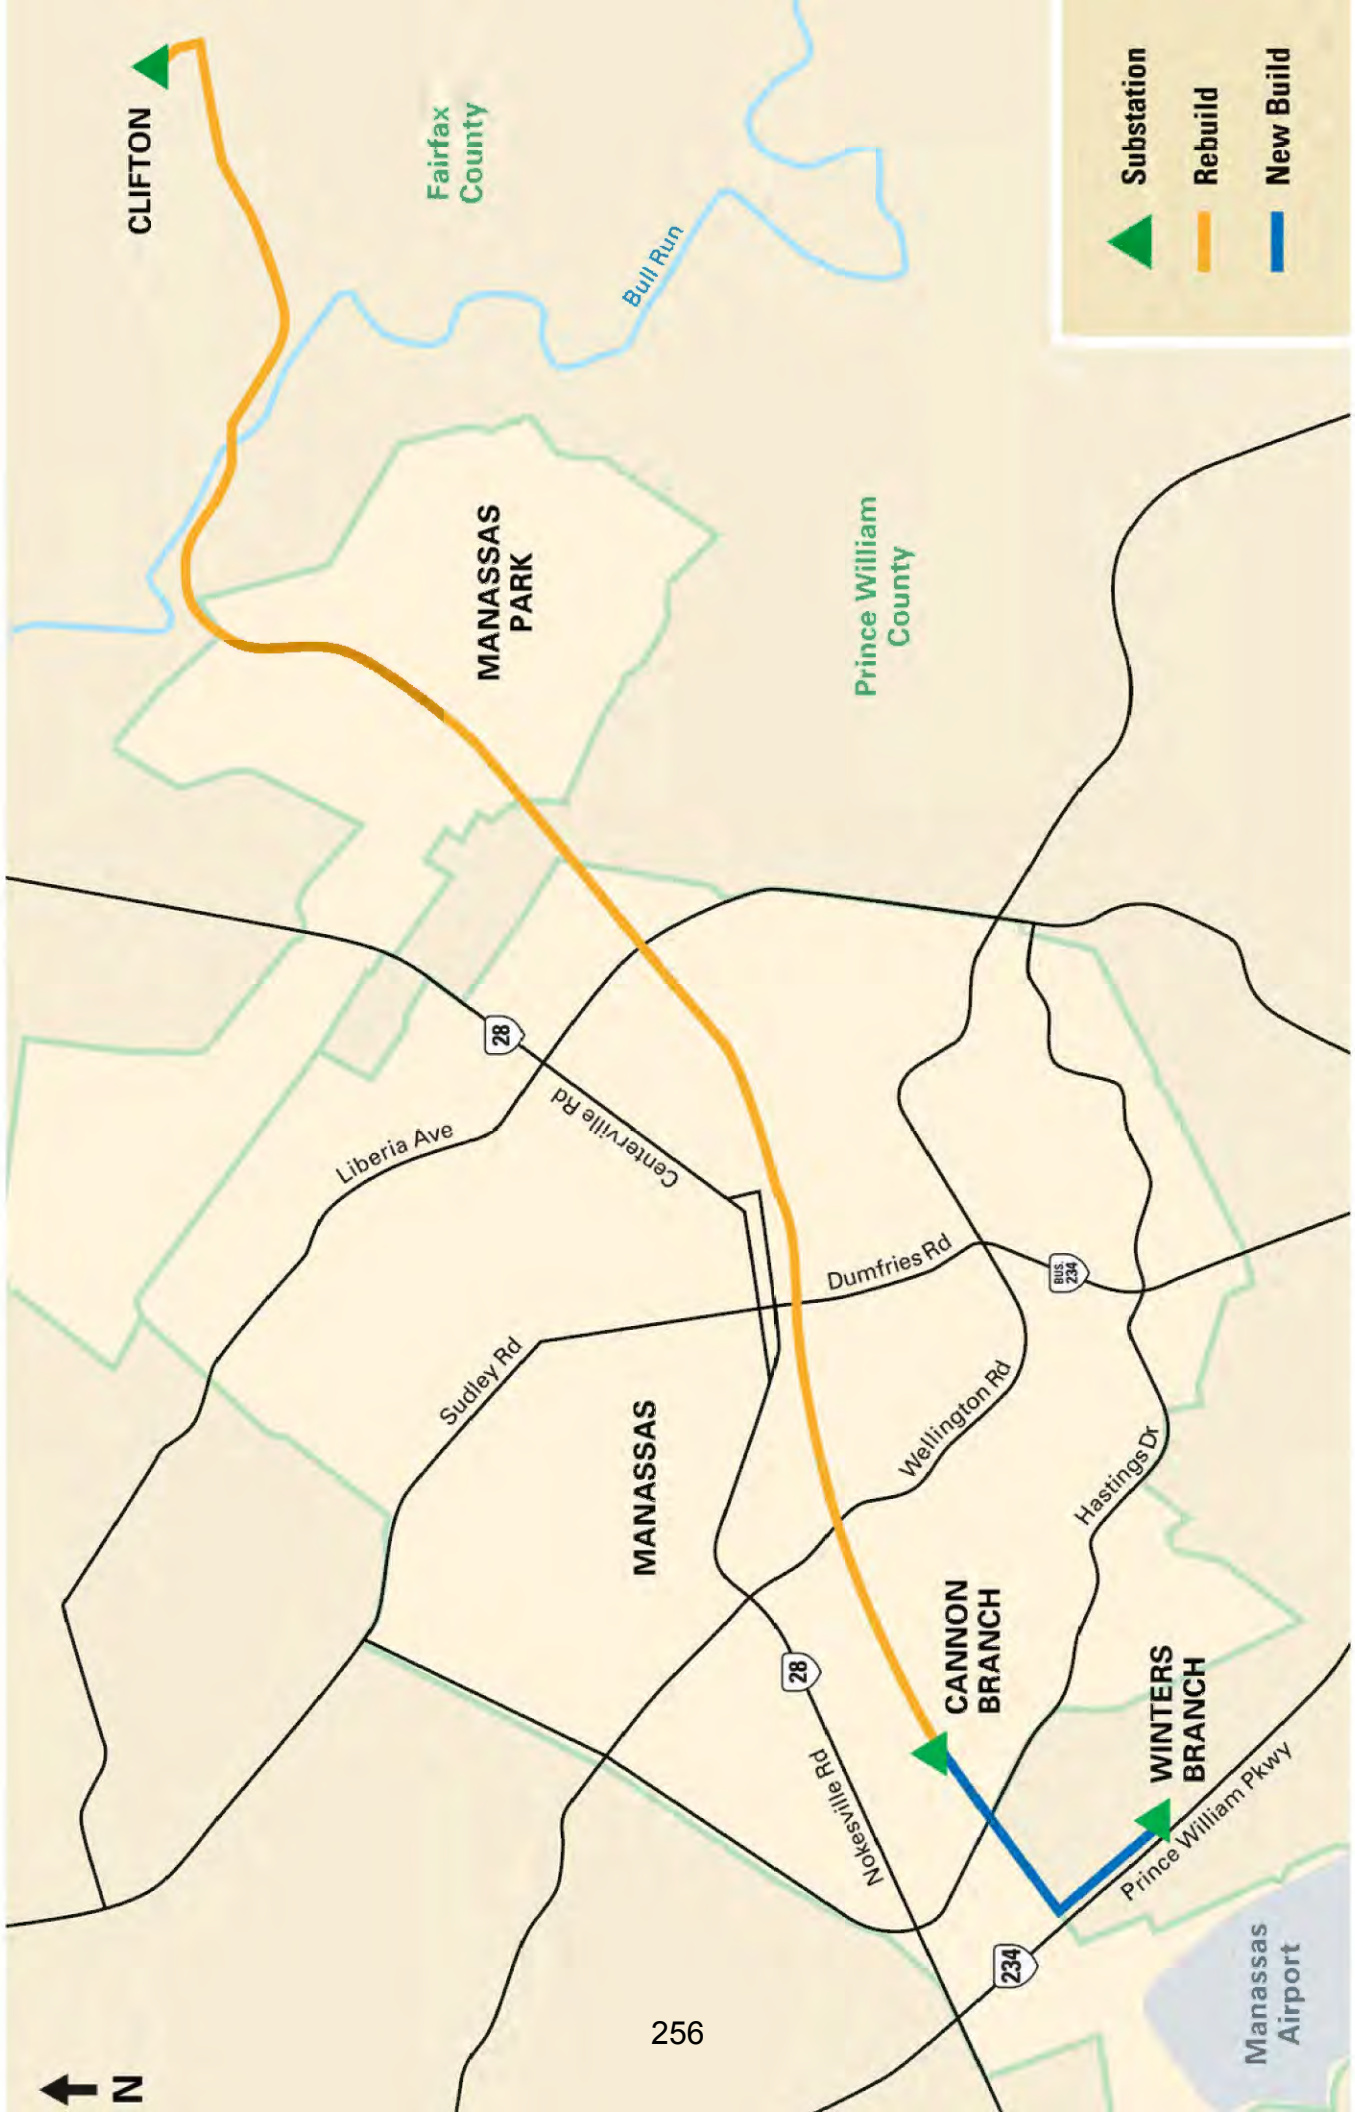 N
CLIFTON
Fairfax
County
Bull Run
MANASSAS
PARK
Prince William
County
28
Centerville Rd
Liberia Ave
Sudley Rd
Dumfries Rd
BUS.
234
Wellington Rd
Hastings Dr
MANASSAS
28
Nokesville Rd
CANNON
BRANCH
WINTERS
BRANCH
Prince William Pkwy
234
Manassas
Airport
Substation
Rebuild
New Build
256